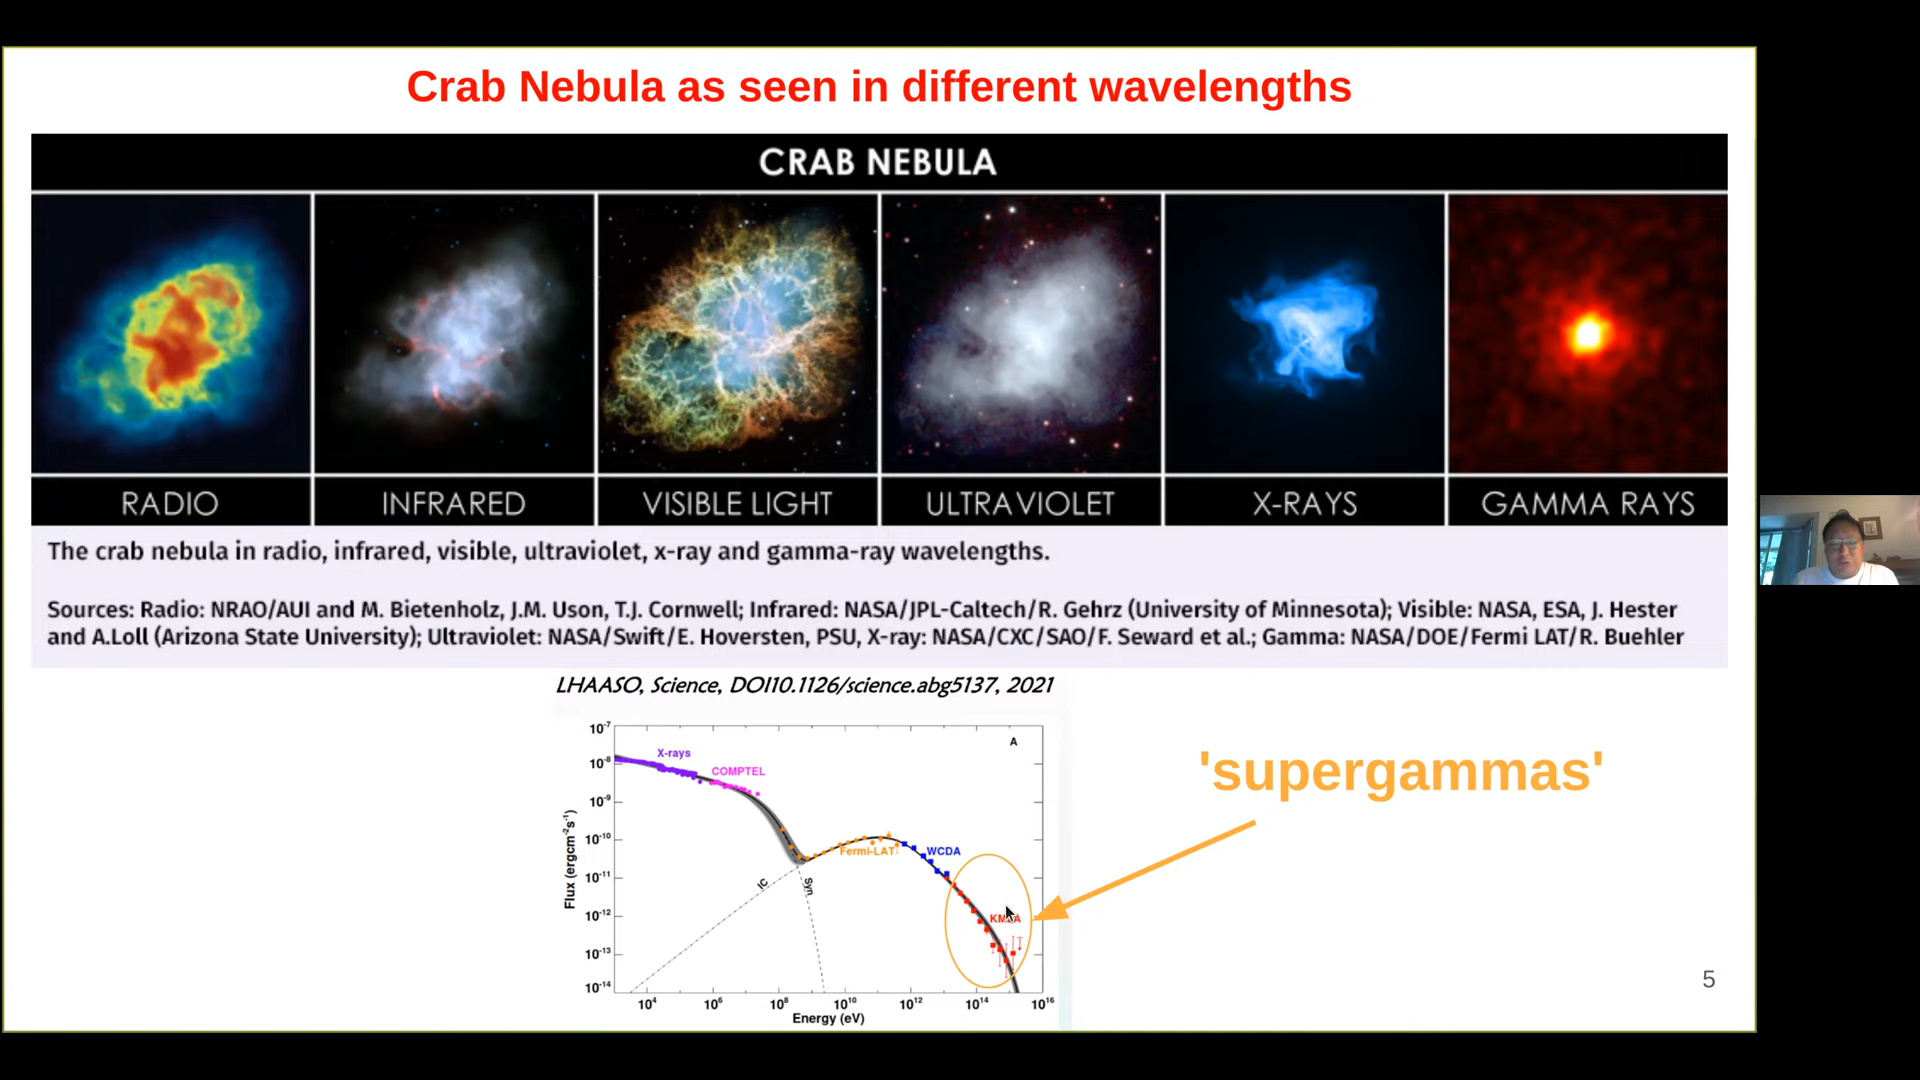 Crab Nebula as seen in different wavelengths
CRAB NEBULA
RADIO
INFRARED
VISIBLE LIGHT
ULTRAVIOLET
X-RAYS
GAMMA RAYS
The crab nebula in radio, infrared, visible, ultraviolet, x-ray and gamma-ray wavelengths.
Sources: Radio: NRAO/AUI and M. Bietenholz, J.M. Uson, T.J. Cornwell; Infrared: NASA/JPL-Caltech/R. Gehrz (University of Minnesota); Visible: NASA, ESA, J. Hester
and A.Loll (Arizona State University); Ultraviolet: NASA/Swift/E. Hoversten, PSU, X-ray: NASA/CXC/SAO/F. Seward et al.; Gamma: NASA/DOE/Fermi LAT/R. Buehler
LHAASO, Science, DOI10.1126/science.abg5137, 2021
'supergammas'
A
X-rays
COMPTEL
Fermi-LAT
WCDA
IC
Syn
Flux (ergcm⁻²s⁻¹)
10⁻⁷
10⁻⁸
10⁻⁹
10⁻¹⁰
10⁻¹¹
10⁻¹²
10⁻¹³
10⁻¹⁴
10⁴ 10⁶ 10⁸ 10¹⁰ 10¹² 10¹⁴ 10¹⁶
Energy (eV)
5